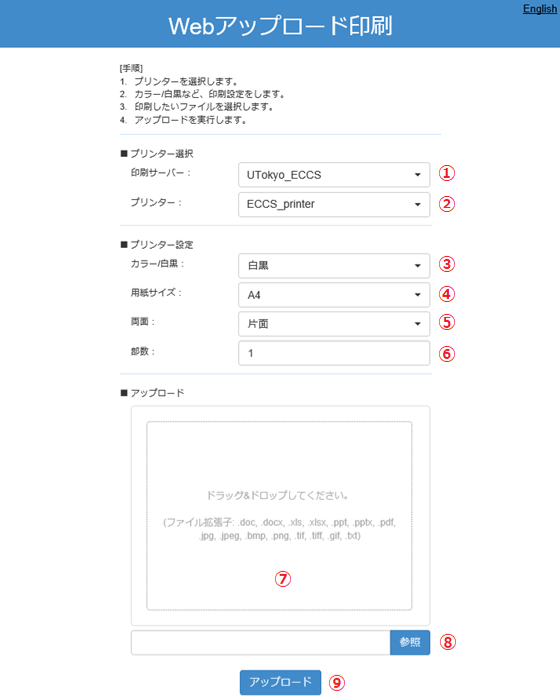 English
Webアップロード印刷
[手順]
1. プリンターを選択します。
2. カラー/白黒など、印刷設定をします。
3. 印刷したいファイルを選択します。
4. アップロードを実行します。
■ プリンター選択
印刷サーバー： UTokyo_ECCS ①
プリンター： ECCS_printer ②
■ プリンター設定
カラー/白黒： 白黒 ③
用紙サイズ： A4 ④
両面： 片面 ⑤
部数： 1 ⑥
■ アップロード
ドラッグ&ドロップしてください。
(ファイル拡張子: .doc, .docx, .xls, .xlsx, .ppt, .pptx, .pdf,
.jpg, .jpeg, .bmp, .png, .tif, .tiff, .gif, .txt)
⑦
参照 ⑧
アップロード ⑨